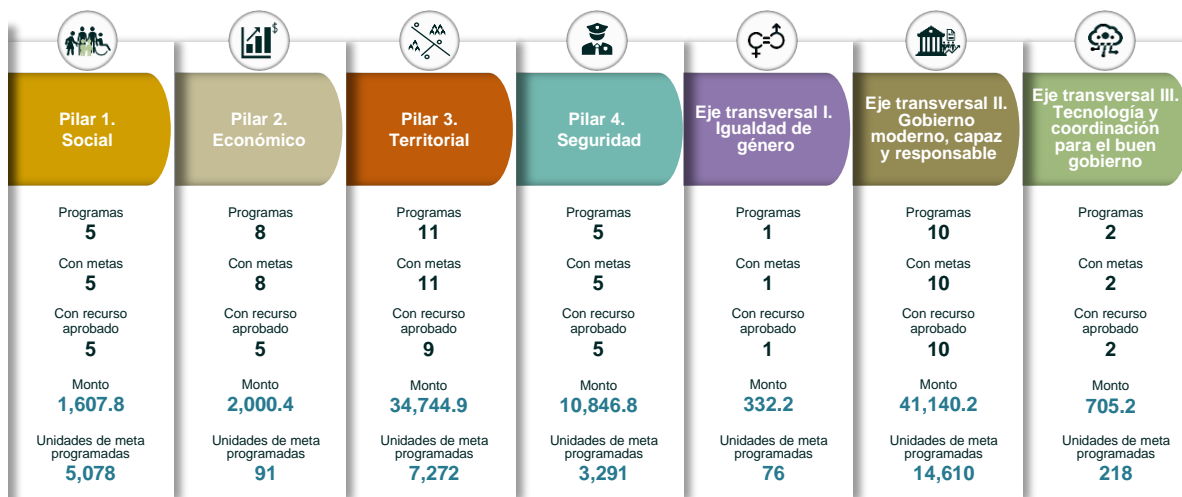 $
Pilar 1.
Social
Programas
5
Con metas
5
Con recurso
aprobado
5
Monto
1,607.8
Unidades de meta
programadas
5,078
Pilar 2.
Económico
Programas
8
Con metas
8
Con recurso
aprobado
5
Monto
2,000.4
Unidades de meta
programadas
91
Pilar 3.
Territorial
Programas
11
Con metas
11
Con recurso
aprobado
9
Monto
34,744.9
Unidades de meta
programadas
7,272
Pilar 4.
Seguridad
Programas
5
Con metas
5
Con recurso
aprobado
5
Monto
10,846.8
Unidades de meta
programadas
3,291
Eje transversal I.
Igualdad de
género
Programas
1
Con metas
1
Con recurso
aprobado
1
Monto
332.2
Unidades de meta
programadas
76
Eje transversal II.
Gobierno
moderno, capaz
y responsable
Programas
10
Con metas
10
Con recurso
aprobado
10
Monto
41,140.2
Unidades de meta
programadas
14,610
Eje transversal III.
Tecnología y
coordinación
para el buen
gobierno
Programas
2
Con metas
2
Con recurso
aprobado
2
Monto
705.2
Unidades de meta
programadas
218